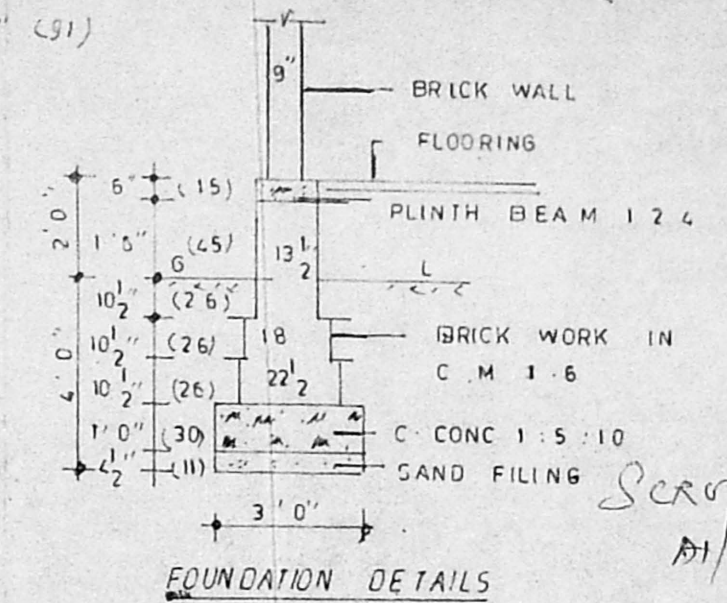 (91)
9"
BRICK WALL
FLOORING
6" (15)
PLINTH BEAM 1 2 4
2'0"
1'6" (45)
13 1/2
G L
10 1/2" (26)
10 1/2" (26) 18
BRICK WORK IN
C.M 1.6
4'0"
10 1/2" (26) 22 1/2
1'0" (30)
C. CONC 1:5:10
4 1/2" (11)
SAND FILING
3'0"
FOUNDATION DETAILS